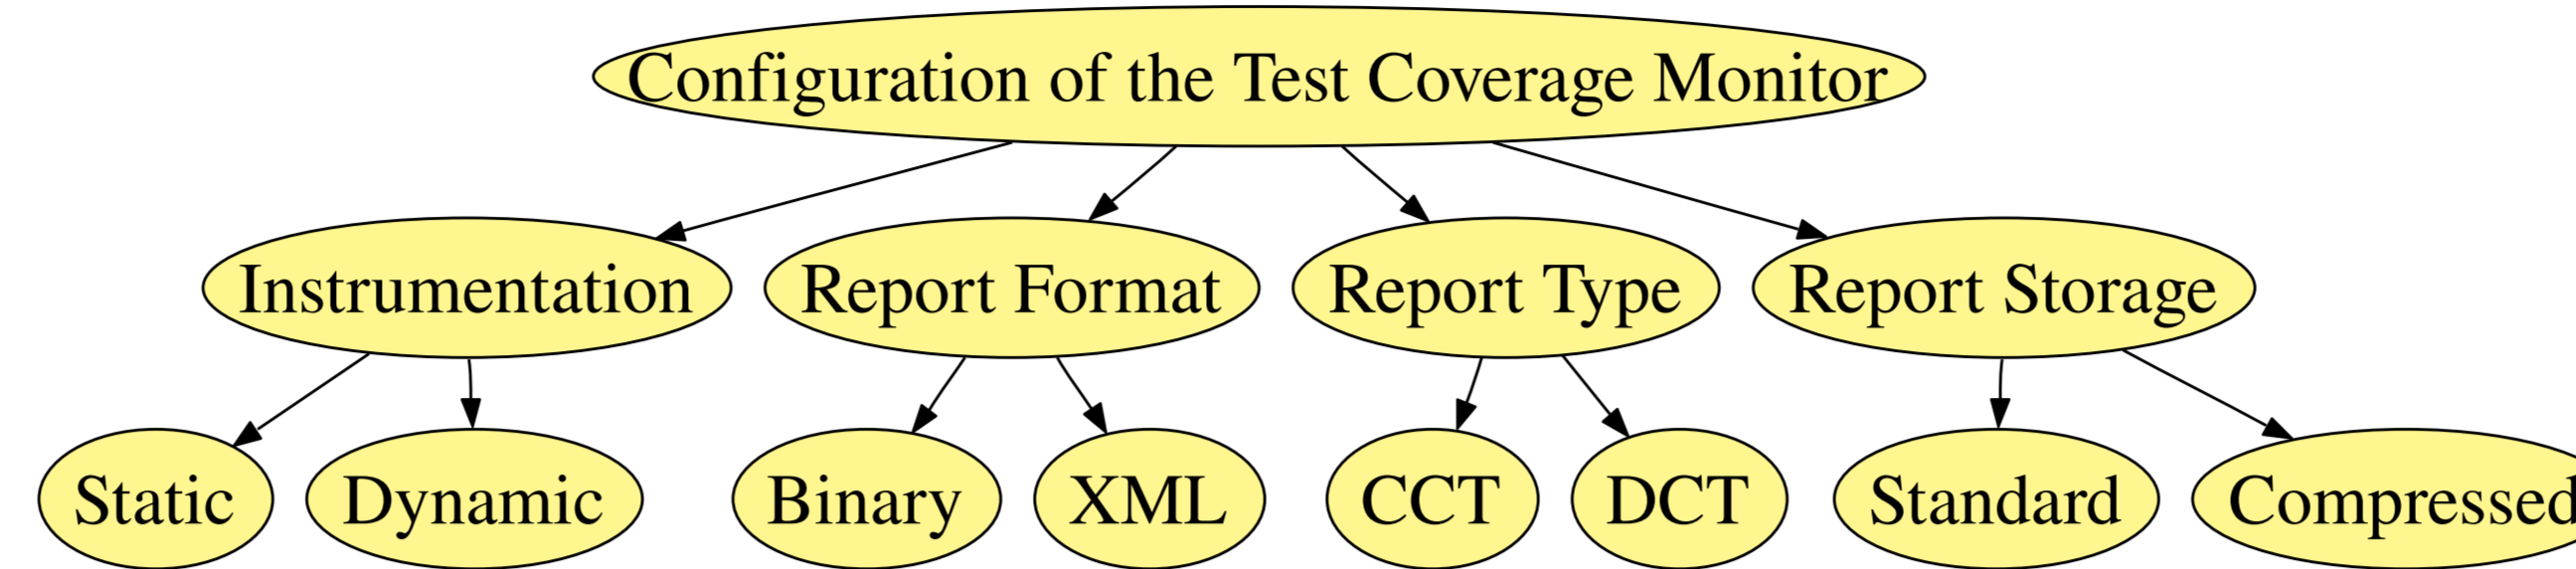 Configuration of the Test Coverage Monitor
Instrumentation
Report Format
Report Type
Report Storage
Static
Dynamic
Binary
XML
CCT
DCT
Standard
Compressed